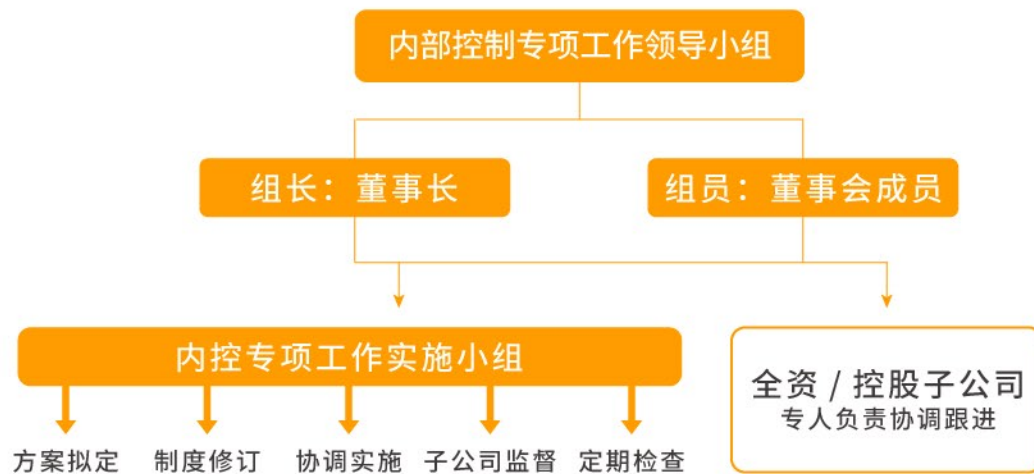 内部控制专项工作领导小组
组长：董事长
组员：董事会成员
内控专项工作实施小组
全资 / 控股子公司
专人负责协调跟进
方案拟定
制度修订
协调实施
子公司监督
定期检查